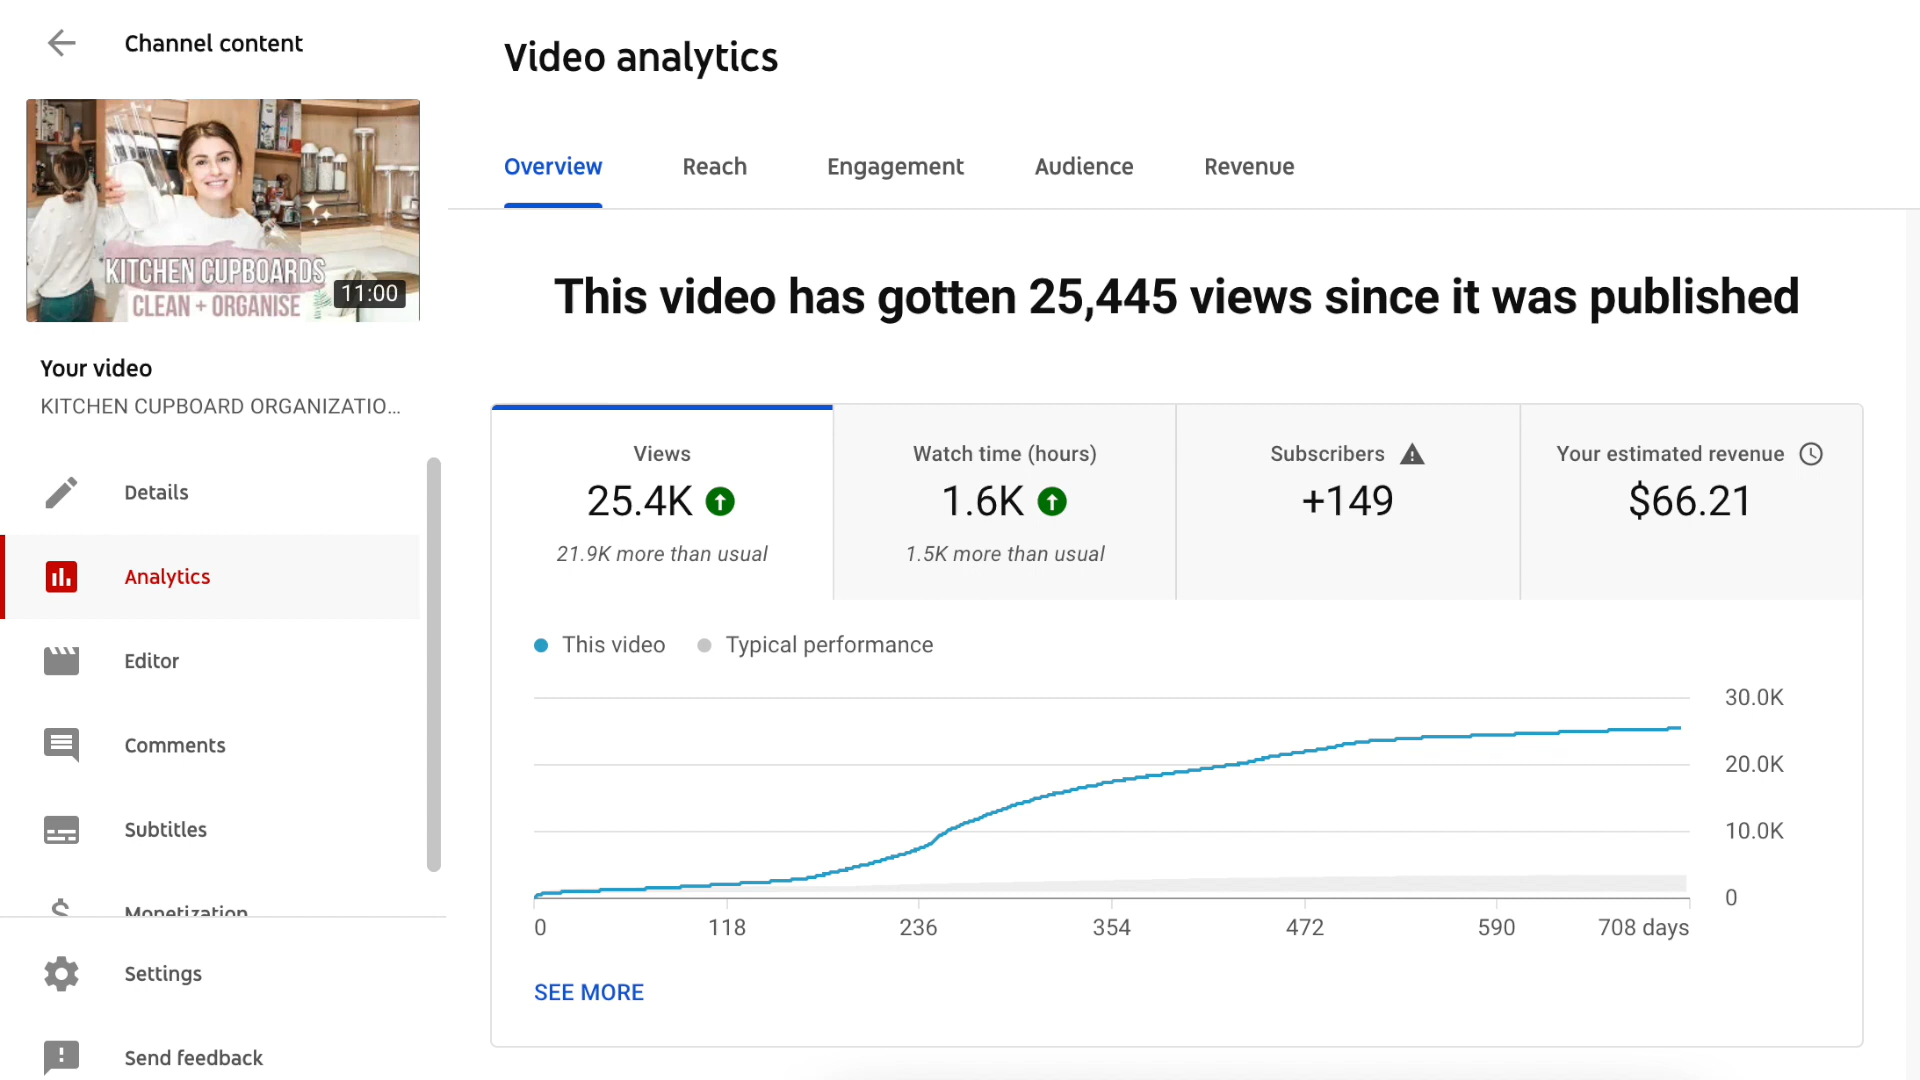 Channel content
KITCHEN CUPBOARDS
CLEAN + ORGANISE
11:00
Your video
KITCHEN CUPBOARD ORGANIZATIO...
Details
Analytics
Editor
Comments
Subtitles
Monetization
Settings
Send feedback
Video analytics
Overview Reach Engagement Audience Revenue
This video has gotten 25,445 views since it was published
Views
25.4K
21.9K more than usual
Watch time (hours)
1.6K
1.5K more than usual
Subscribers
+149
Your estimated revenue
$66.21
This video Typical performance
30.0K
20.0K
10.0K
0
0 118 236 354 472 590 708 days
SEE MORE